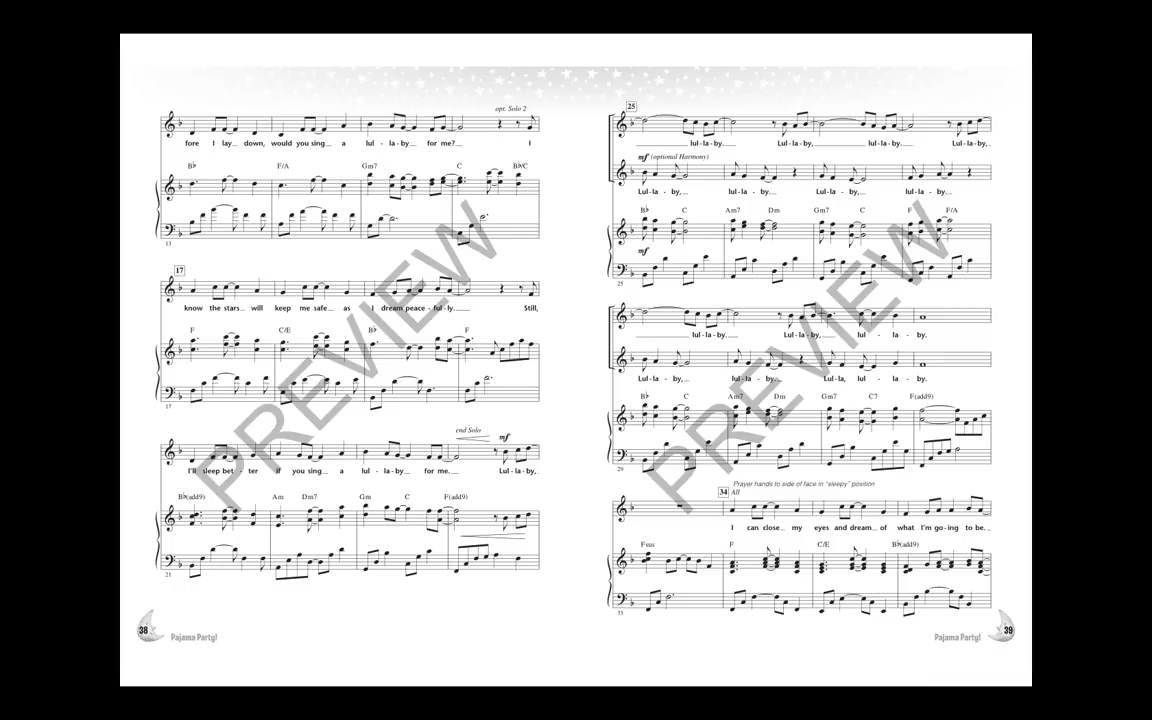 opt. Solo 2
fore I lay down, would you sing a lul - la - by for me? I
B♭ F/A Gm7 C B♭/C
13
17
know the stars will keep me safe as I dream peace - ful - ly. Still,
F C/E B♭ F
17
end Solo
mf
I'll sleep bet - ter if you sing a lul - la - by for me. Lul - la - by,
B♭(add9) Am Dm7 Gm C F(add9)
21
38 Pajama Party!
PREVIEW
25
lul - la - by. Lul - la - by, lul - la - by. Lul - la - by,
mf (optional Harmony)
Lul - la - by, lul - la - by. Lul - la - by, lul - la - by.
B♭ C Am7 Dm Gm7 C F F/A
mf
25
lul - la - by. Lul - la - by, lul - la - by.
Lul - la - by, lul - la - by. Lul - la, lul - la - by.
B♭ C Am7 Dm Gm7 C7 F(add9)
29
Prayer hands to side of face in "sleepy" position
34 All
I can close my eyes and dream of what I'm go - ing to be.
Fsus F C/E B♭(add9)
33
Pajama Party! 39
PREVIEW